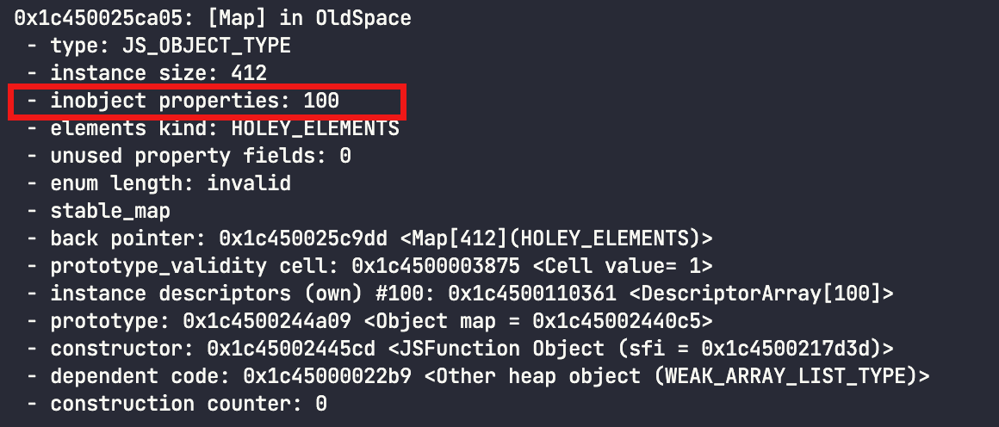 0x1c450025ca05: [Map] in OldSpace
- type: JS_OBJECT_TYPE
- instance size: 412
- inobject properties: 100
- elements kind: HOLEY_ELEMENTS
- unused property fields: 0
- enum length: invalid
- stable_map
- back pointer: 0x1c450025c9dd <Map[412](HOLEY_ELEMENTS)>
- prototype_validity cell: 0x1c4500003875 <Cell value= 1>
- instance descriptors (own) #100: 0x1c4500110361 <DescriptorArray[100]>
- prototype: 0x1c4500244a09 <Object map = 0x1c45002440c5>
- constructor: 0x1c45002445cd <JSFunction Object (sfi = 0x1c4500217d3d)>
- dependent code: 0x1c45000022b9 <Other heap object (WEAK_ARRAY_LIST_TYPE)>
- construction counter: 0